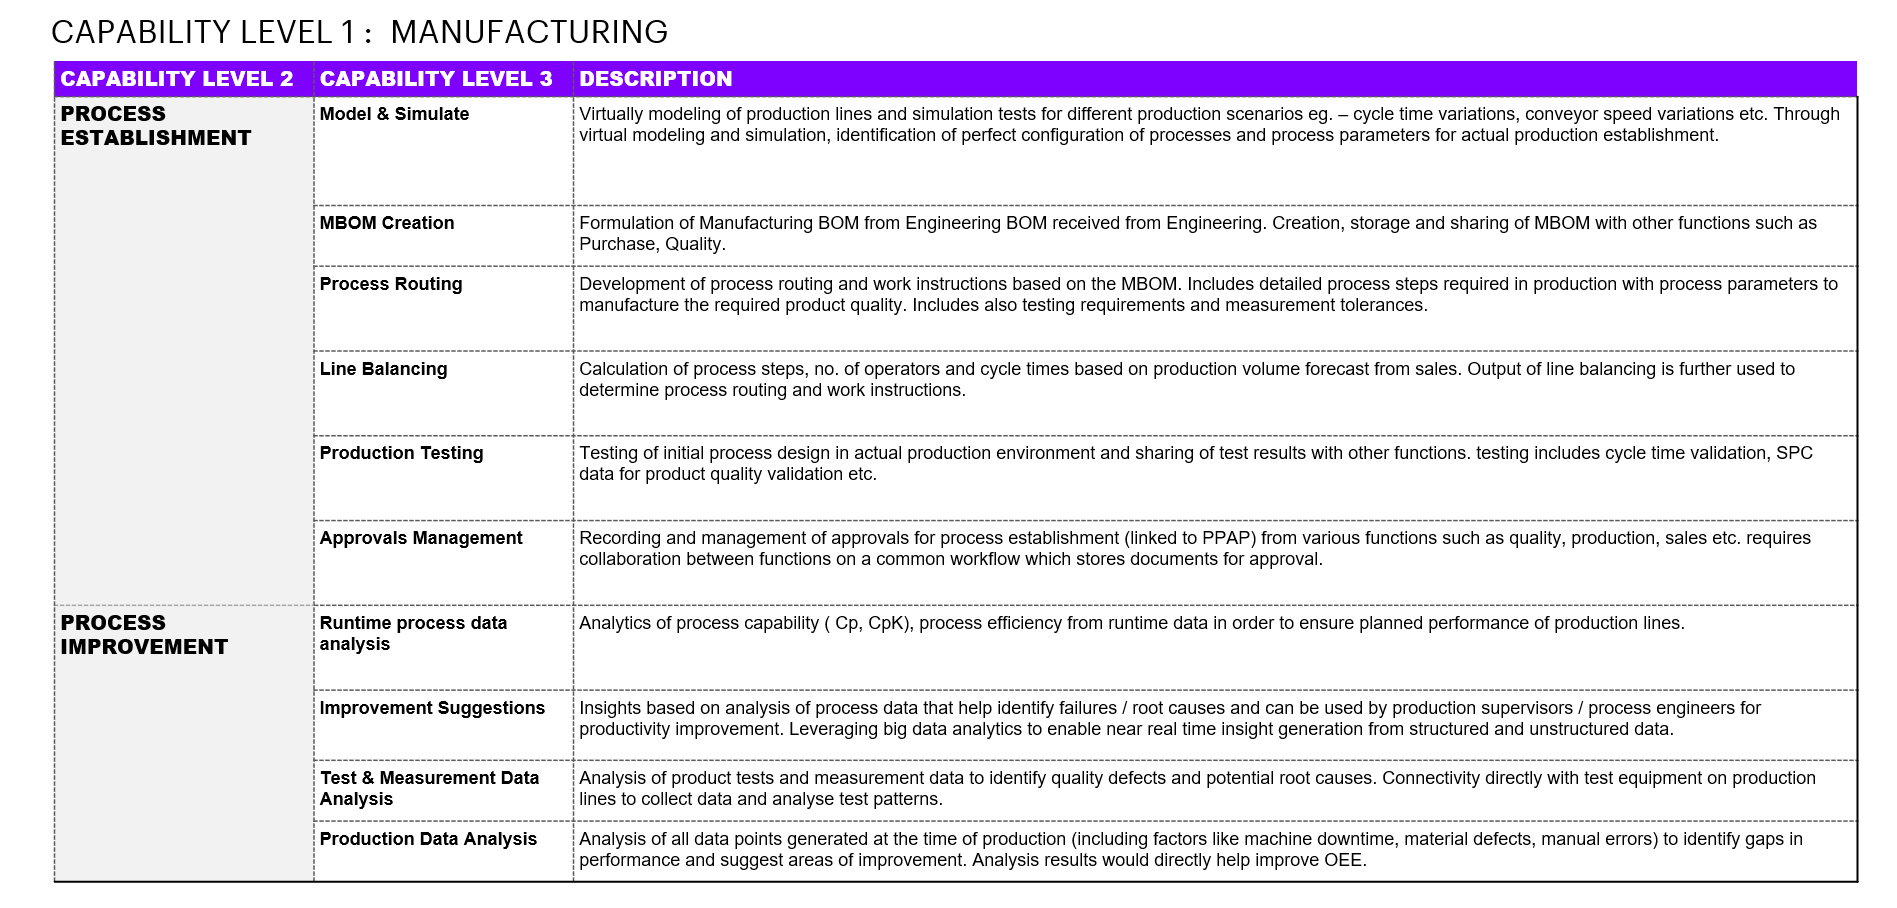 CAPABILITY LEVEL 1 : MANUFACTURING
CAPABILITY LEVEL 2 CAPABILITY LEVEL 3 DESCRIPTION
PROCESS
ESTABLISHMENT
Model & Simulate
Virtually modeling of production lines and simulation tests for different production scenarios eg. – cycle time variations, conveyor speed variations etc. Through
virtual modeling and simulation, identification of perfect configuration of processes and process parameters for actual production establishment.
MBOM Creation
Formulation of Manufacturing BOM from Engineering BOM received from Engineering. Creation, storage and sharing of MBOM with other functions such as
Purchase, Quality.
Process Routing
Development of process routing and work instructions based on the MBOM. Includes detailed process steps required in production with process parameters to
manufacture the required product quality. Includes also testing requirements and measurement tolerances.
Line Balancing
Calculation of process steps, no. of operators and cycle times based on production volume forecast from sales. Output of line balancing is further used to
determine process routing and work instructions.
Production Testing
Testing of initial process design in actual production environment and sharing of test results with other functions. testing includes cycle time validation, SPC
data for product quality validation etc.
Approvals Management
Recording and management of approvals for process establishment (linked to PPAP) from various functions such as quality, production, sales etc. requires
collaboration between functions on a common workflow which stores documents for approval.
PROCESS
IMPROVEMENT
Runtime process data
analysis
Analytics of process capability ( Cp, CpK), process efficiency from runtime data in order to ensure planned performance of production lines.
Improvement Suggestions
Insights based on analysis of process data that help identify failures / root causes and can be used by production supervisors / process engineers for
productivity improvement. Leveraging big data analytics to enable near real time insight generation from structured and unstructured data.
Test & Measurement Data
Analysis
Analysis of product tests and measurement data to identify quality defects and potential root causes. Connectivity directly with test equipment on production
lines to collect data and analyse test patterns.
Production Data Analysis
Analysis of all data points generated at the time of production (including factors like machine downtime, material defects, manual errors) to identify gaps in
performance and suggest areas of improvement. Analysis results would directly help improve OEE.